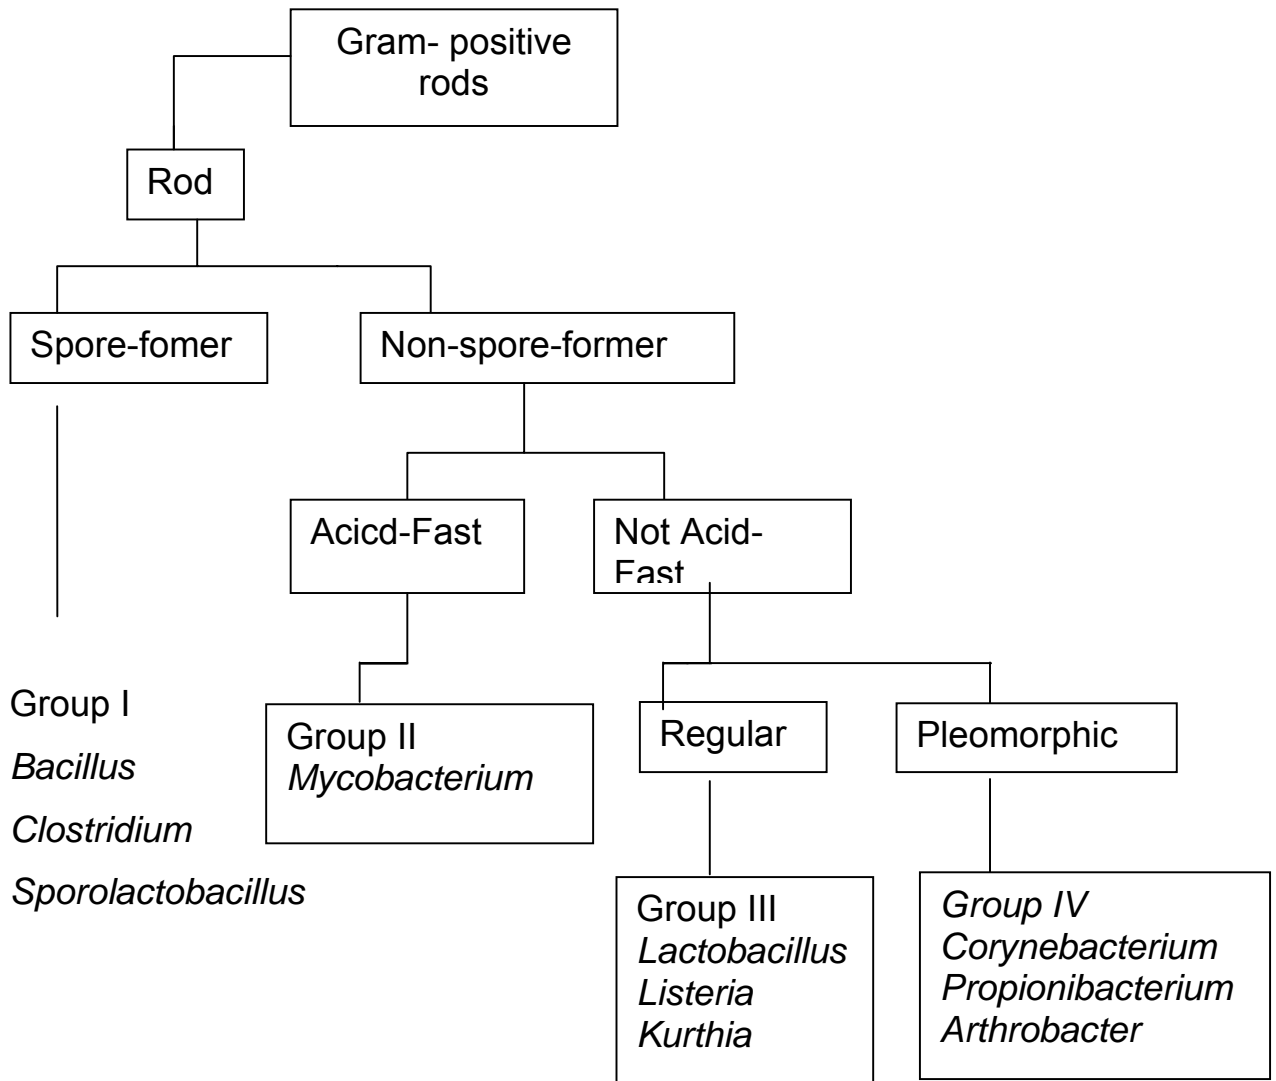 Gram- positive
rods
Rod
Spore-fomer
Non-spore-former
Acicd-Fast
Not Acid-
Fast
Group I
Bacillus
Clostridium
Sporolactobacillus
Group II
Mycobacterium
Regular
Pleomorphic
Group III
Lactobacillus
Listeria
Kurthia
Group IV
Corynebacterium
Propionibacterium
Arthrobacter